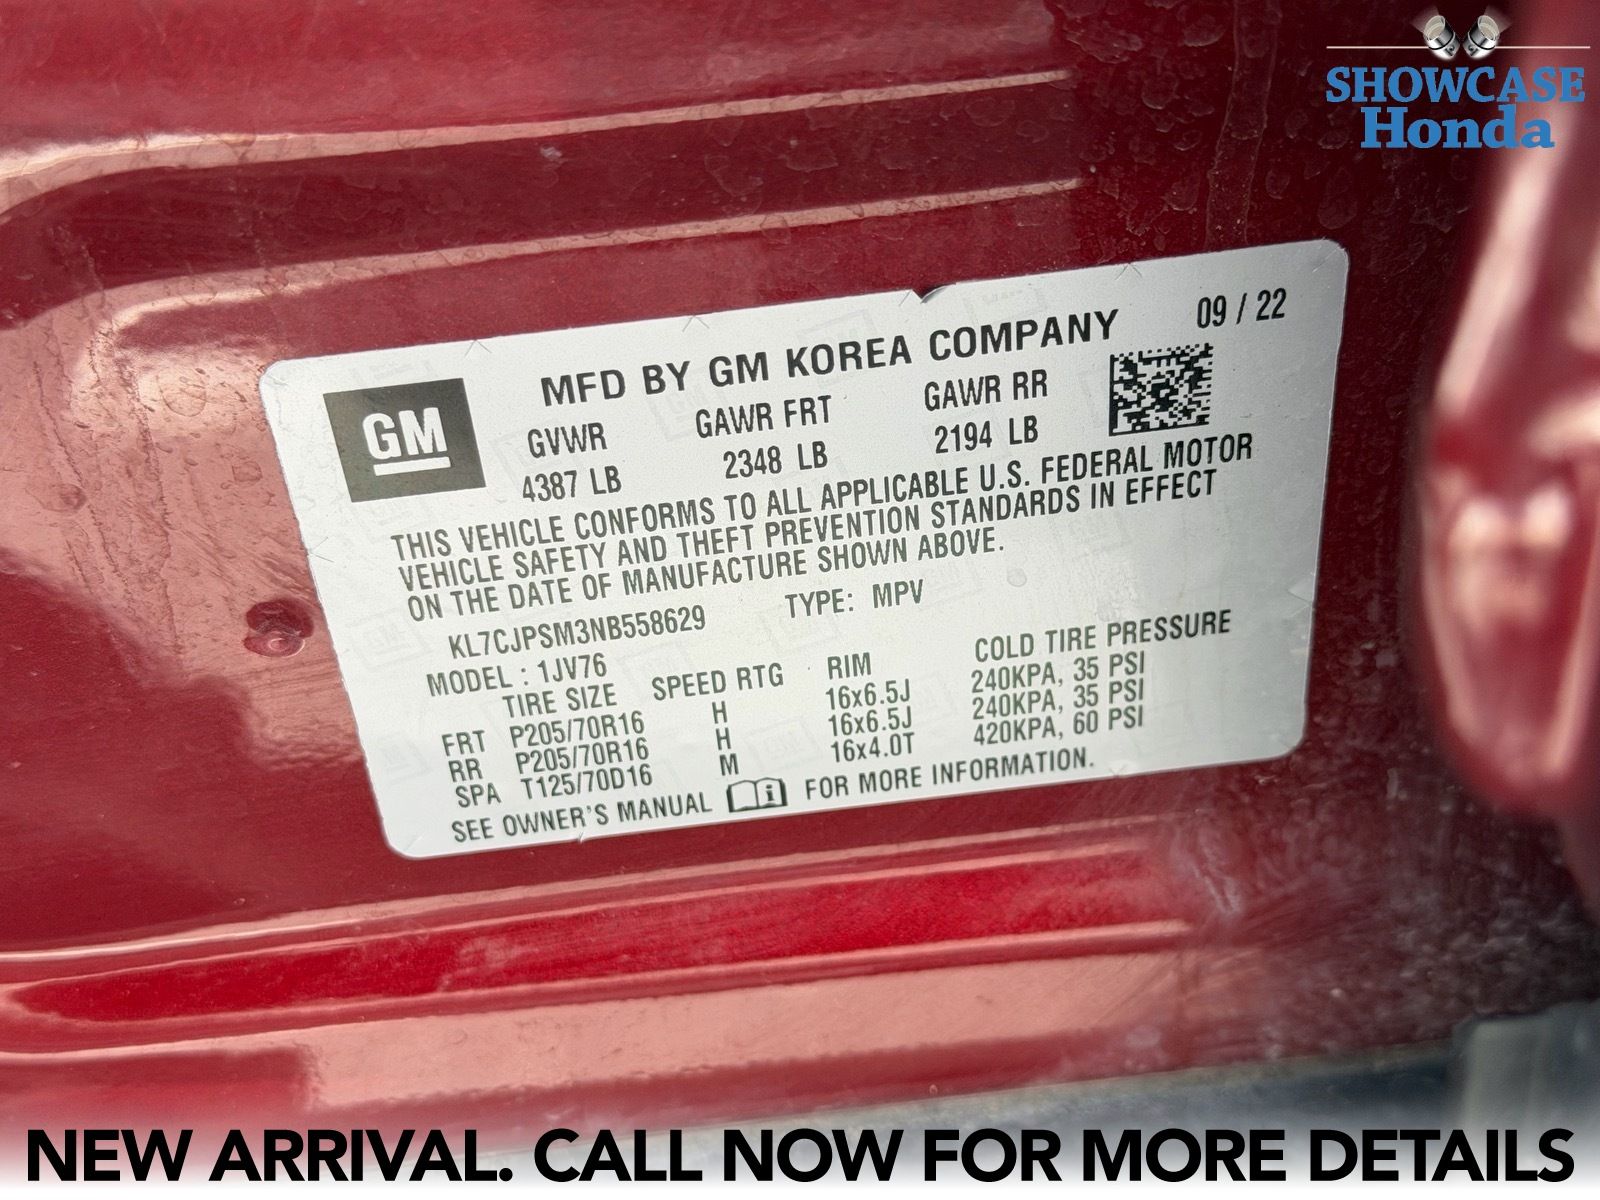 SHOWCASE
Honda
MFD BY GM KOREA COMPANY 09 / 22
GM
GVWR GAWR FRT GAWR RR
4387 LB 2348 LB 2194 LB
THIS VEHICLE CONFORMS TO ALL APPLICABLE U.S. FEDERAL MOTOR
VEHICLE SAFETY AND THEFT PREVENTION STANDARDS IN EFFECT
ON THE DATE OF MANUFACTURE SHOWN ABOVE.
KL7CJPSM3NB558629 TYPE: MPV
MODEL : 1JV76
TIRE SIZE SPEED RTG RIM COLD TIRE PRESSURE
FRT P205/70R16 H 16x6.5J 240KPA, 35 PSI
RR P205/70R16 H 16x6.5J 240KPA, 35 PSI
SPA T125/70D16 M 16x4.0T 420KPA, 60 PSI
SEE OWNER'S MANUAL FOR MORE INFORMATION.
NEW ARRIVAL. CALL NOW FOR MORE DETAILS